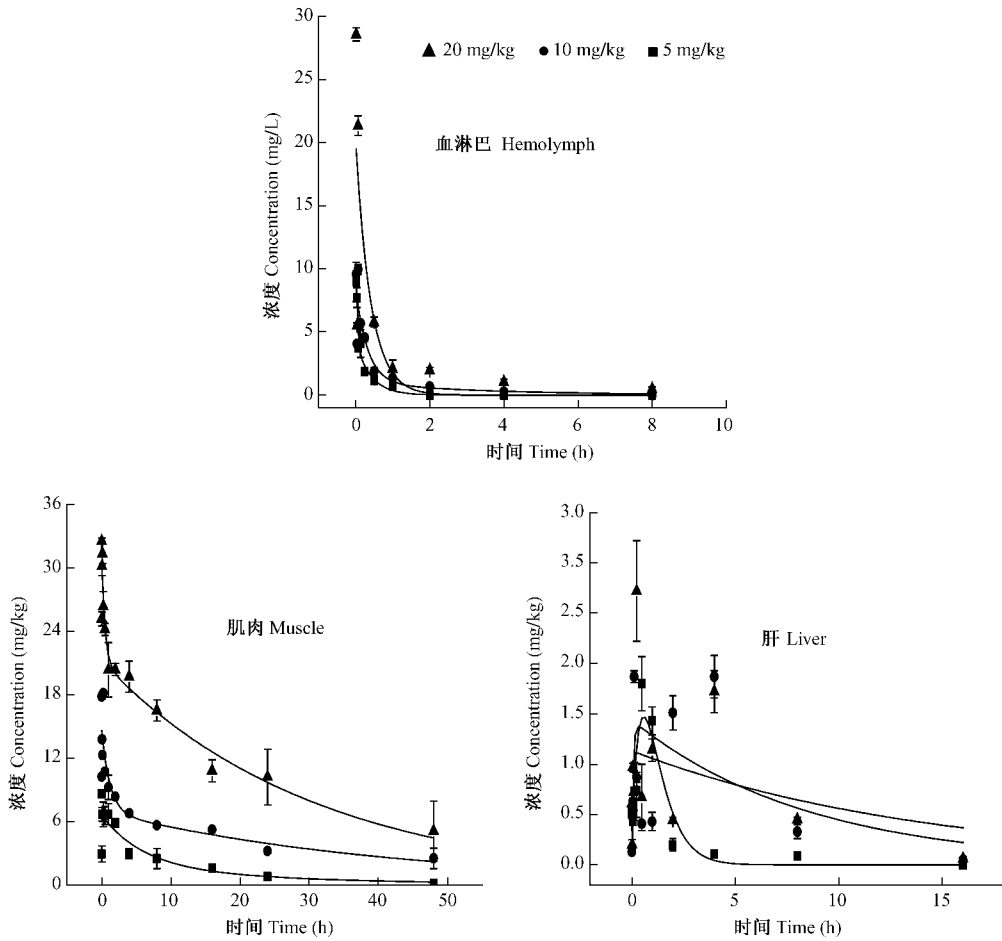 30
25
20
15
10
5
0
浓度 Concentration (mg/L)
▲ 20 mg/kg ● 10 mg/kg ■ 5 mg/kg
血淋巴 Hemolymph
0 2 4 6 8 10
时间 Time (h)
36
30
24
18
12
6
0
浓度 Concentration (mg/kg)
肌肉 Muscle
0 10 20 30 40 50
时间 Time (h)
3.0
3.5
2.5
2.0
1.5
1.0
0.5
0.0
浓度 Concentration (mg/kg)
肝 Liver
0 5 10 15
时间 Time (h)